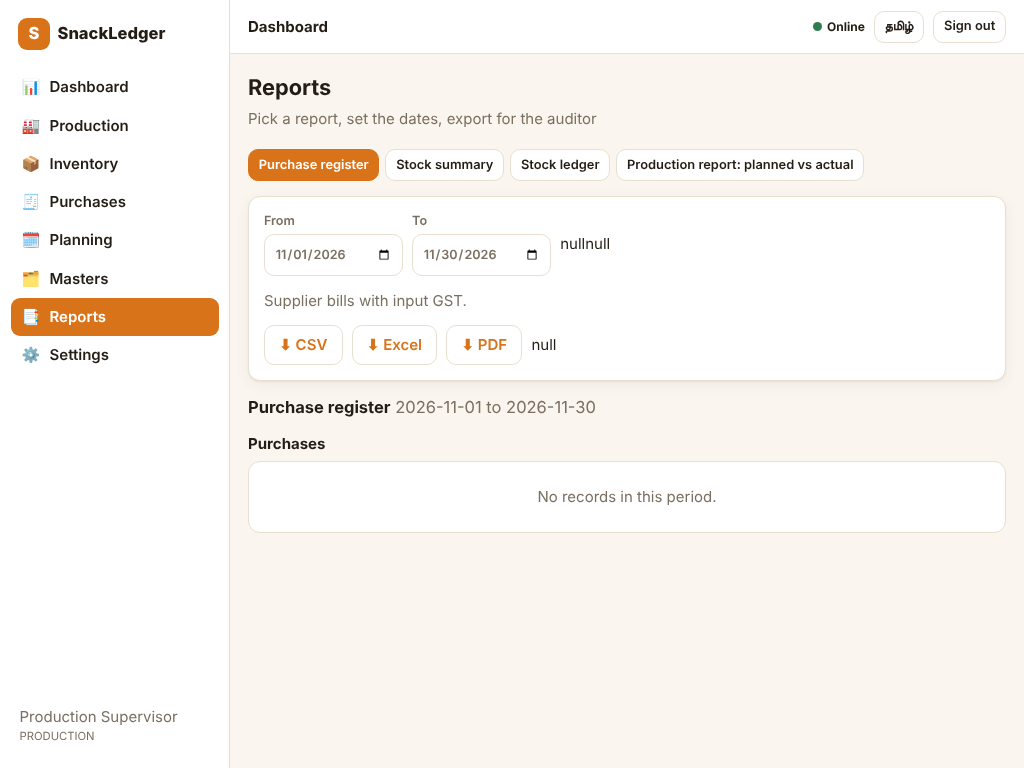 S SnackLedger
Dashboard
Production
Inventory
Purchases
Planning
Masters
Reports
Settings
Production Supervisor
PRODUCTION
Dashboard
Online
தமிழ்
Sign out
Reports
Pick a report, set the dates, export for the auditor
Purchase register
Stock summary
Stock ledger
Production report: planned vs actual
From
To
11/01/2026
11/30/2026
nullnull
Supplier bills with input GST.
⬇ CSV
⬇ Excel
⬇ PDF
null
Purchase register 2026-11-01 to 2026-11-30
Purchases
No records in this period.